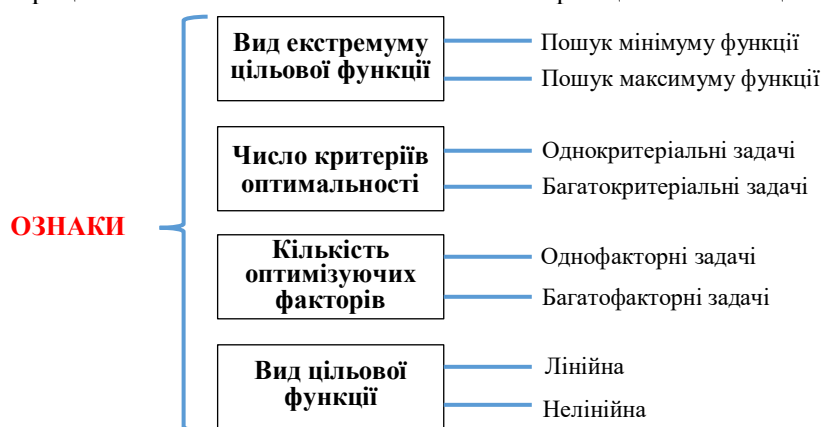 Вид екстремуму
цільової функції
Пошук мінімуму функції
Пошук максимуму функції
Число критеріїв
оптимальності
Однокритеріальні задачі
Багатокритеріальні задачі
ОЗНАКИ
Кількість
оптимізуючих
факторів
Однофакторні задачі
Багатофакторні задачі
Вид цільової
функції
Лінійна
Нелінійна